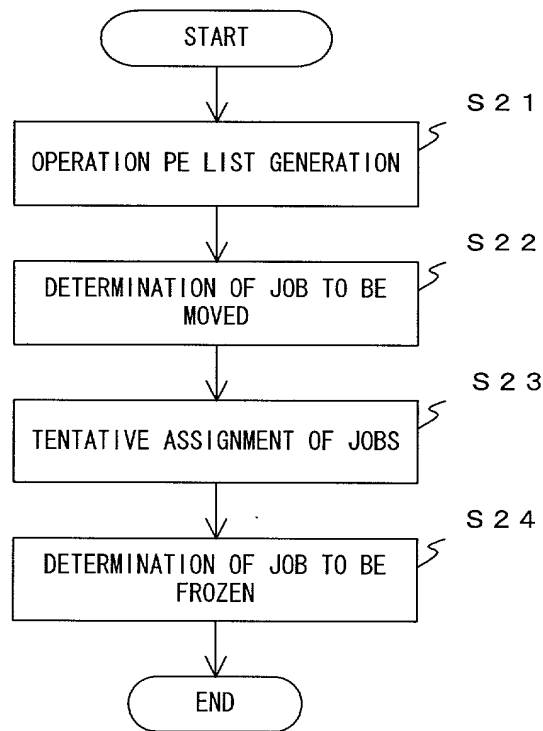 START
S21
OPERATION PE LIST GENERATION
S22
DETERMINATION OF JOB TO BE
MOVED
S23
TENTATIVE ASSIGNMENT OF JOBS
S24
DETERMINATION OF JOB TO BE
FROZEN
END